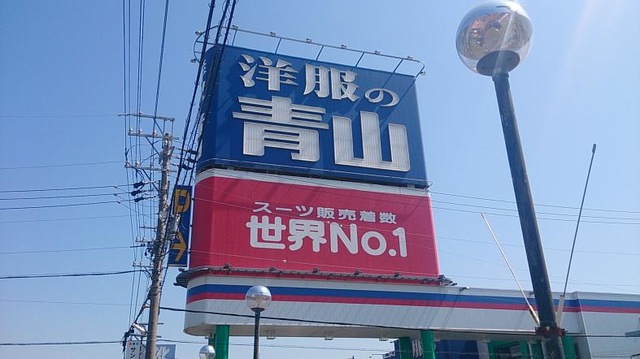 洋服の
青山
スーツ販売着数
世界No.1